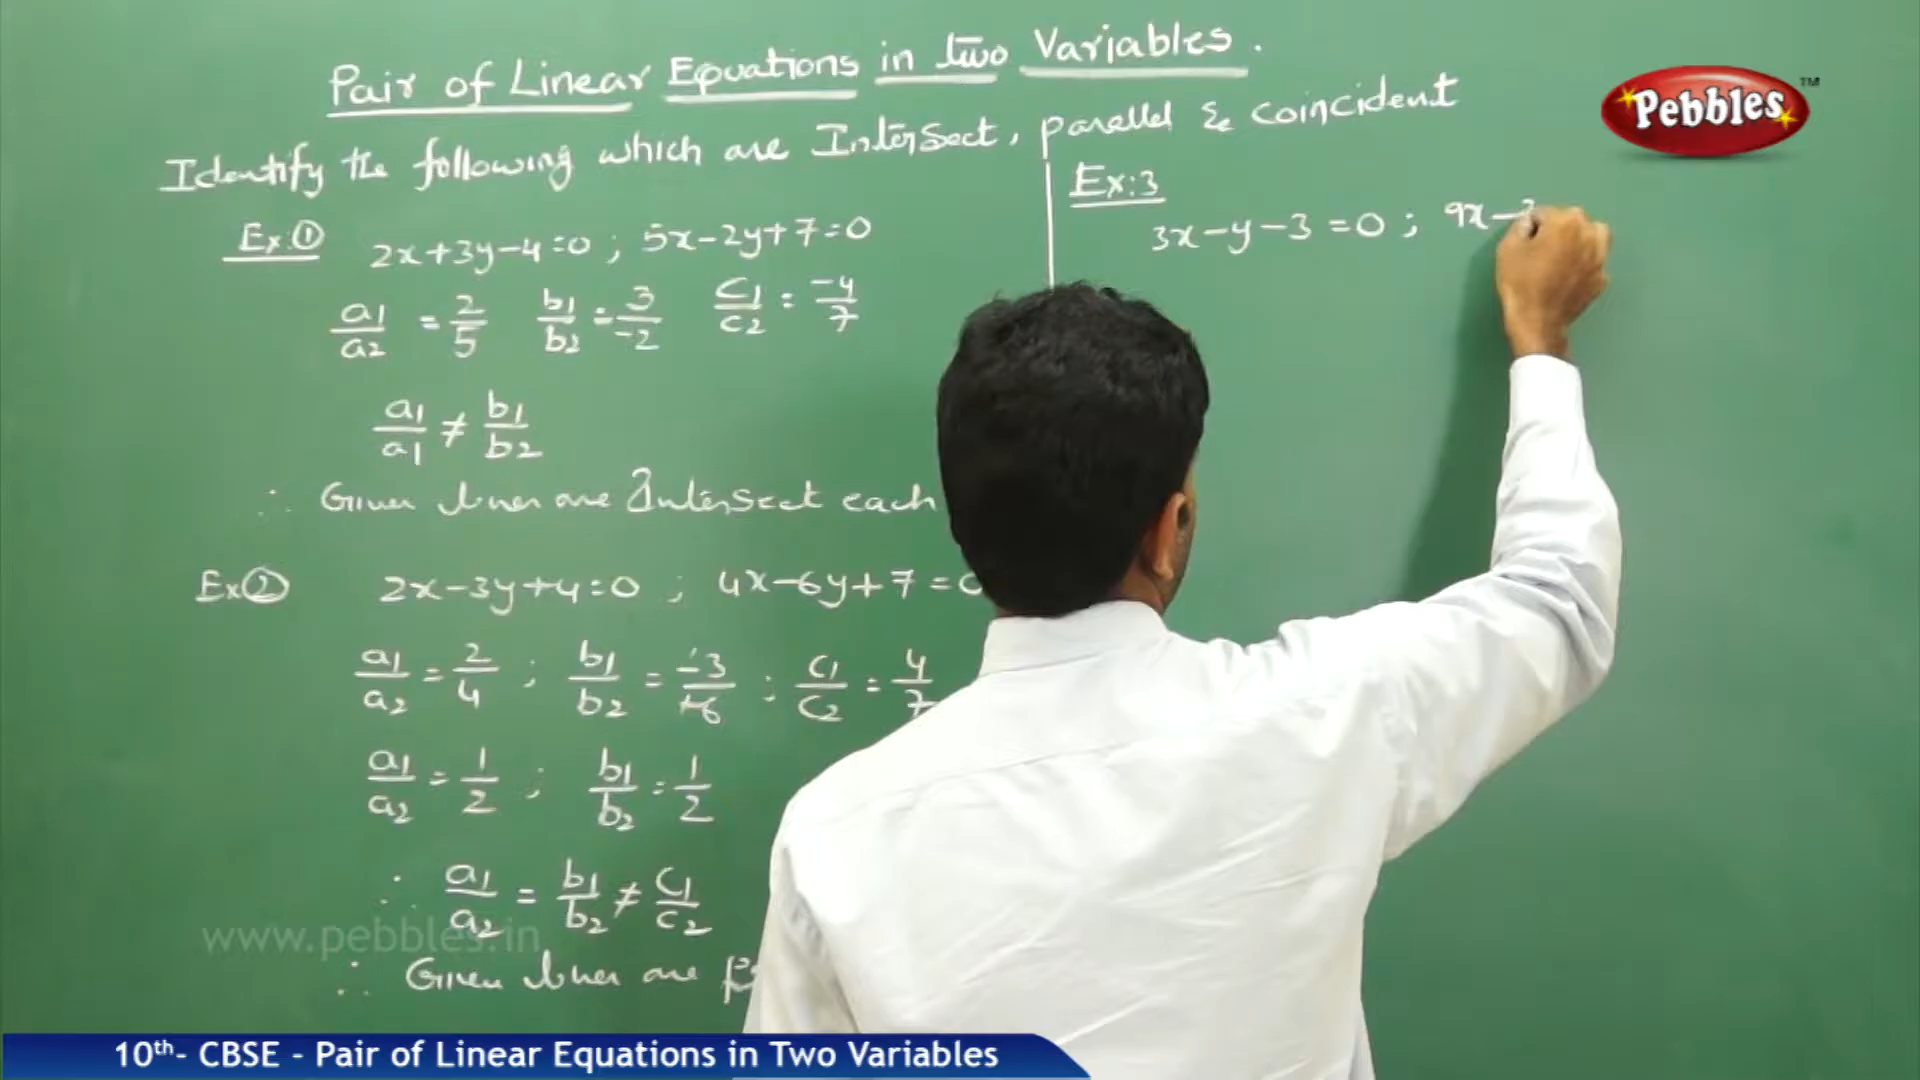 Pair of Linear Equations in two Variables.
Identify the following which are Intersect, parallel & coincident
Ex:① 2x+3y-4=0 ; 5x-2y+7=0
a1/a2 = 2/5 b1/b2 = 3/-2 c1/c2 = -4/7
a1/a1 ≠ b1/b2
∴ Given lines are Intersect each
Ex② 2x-3y+4=0 ; 4x-6y+7=0
a1/a2 = 2/4 ; b1/b2 = -3/-6 ; c1/c2 = 4/7
a1/a2 = 1/2 ; b1/b2 = 1/2
∴ a1/a2 = b1/b2 ≠ c1/c2
∴ Given lines are
Ex:3
3x-y-3=0 ; 9x-3
Pebbles™
www.pebbles.in
10th- CBSE - Pair of Linear Equations in Two Variables